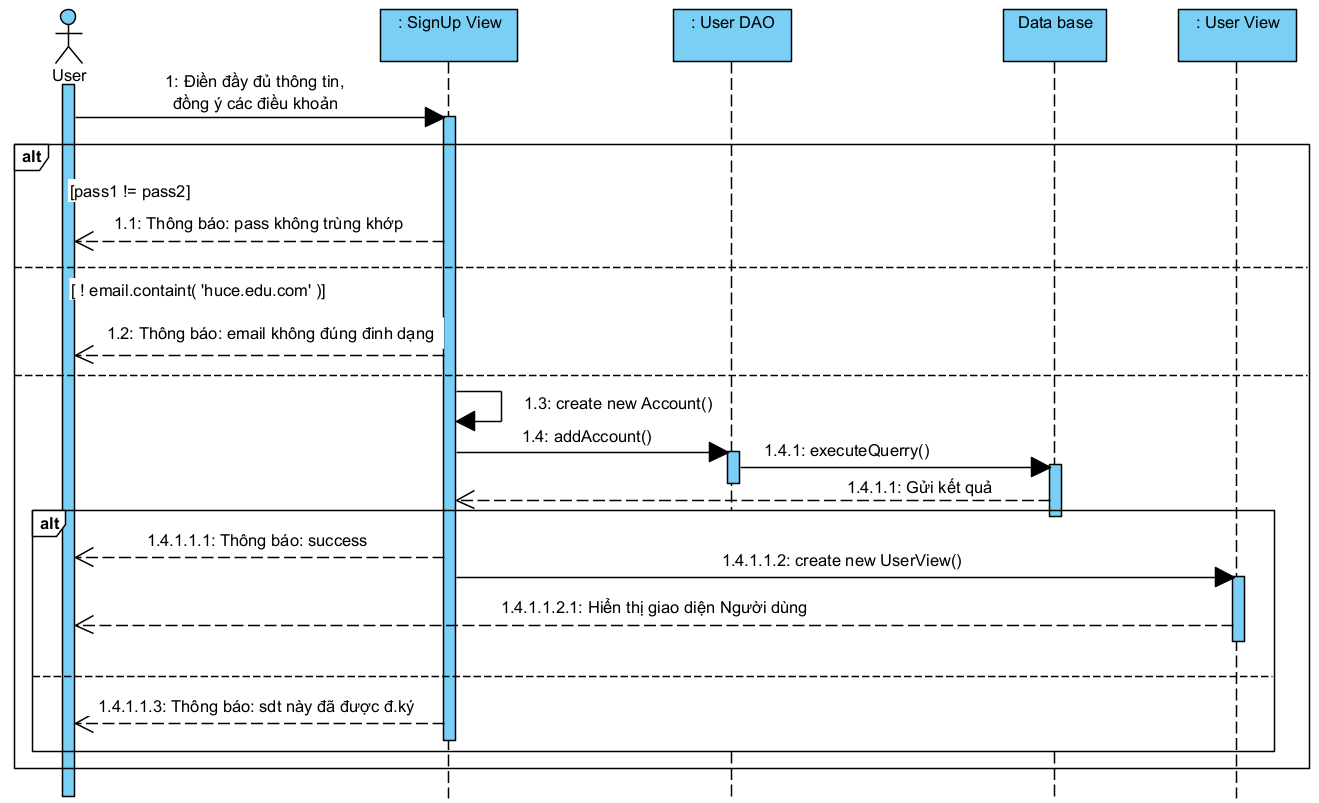 : SignUp View
: User DAO
Data base
: User View
User
1: Điền đầy đủ thông tin,
đồng ý các điều khoản
alt
[pass1 != pass2]
1.1: Thông báo: pass không trùng khớp
[ ! email.containt( 'huce.edu.com' )]
1.2: Thông báo: email không đúng đinh dạng
1.3: create new Account()
1.4: addAccount()
1.4.1: executeQuerry()
1.4.1.1: Gửi kết quả
alt
1.4.1.1.1: Thông báo: success
1.4.1.1.2: create new UserView()
1.4.1.1.2.1: Hiển thị giao diện Người dùng
1.4.1.1.3: Thông báo: sdt này đã được đ.ký